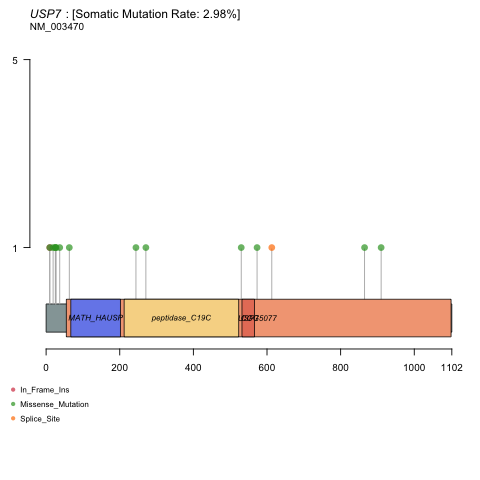 USP7 : [Somatic Mutation Rate: 2.98%]
NM_003470
5
1
MATH_HAUSP
peptidase_C19C
5077
0 200 400 600 800 1000 1102
In_Frame_Ins
Missense_Mutation
Splice_Site